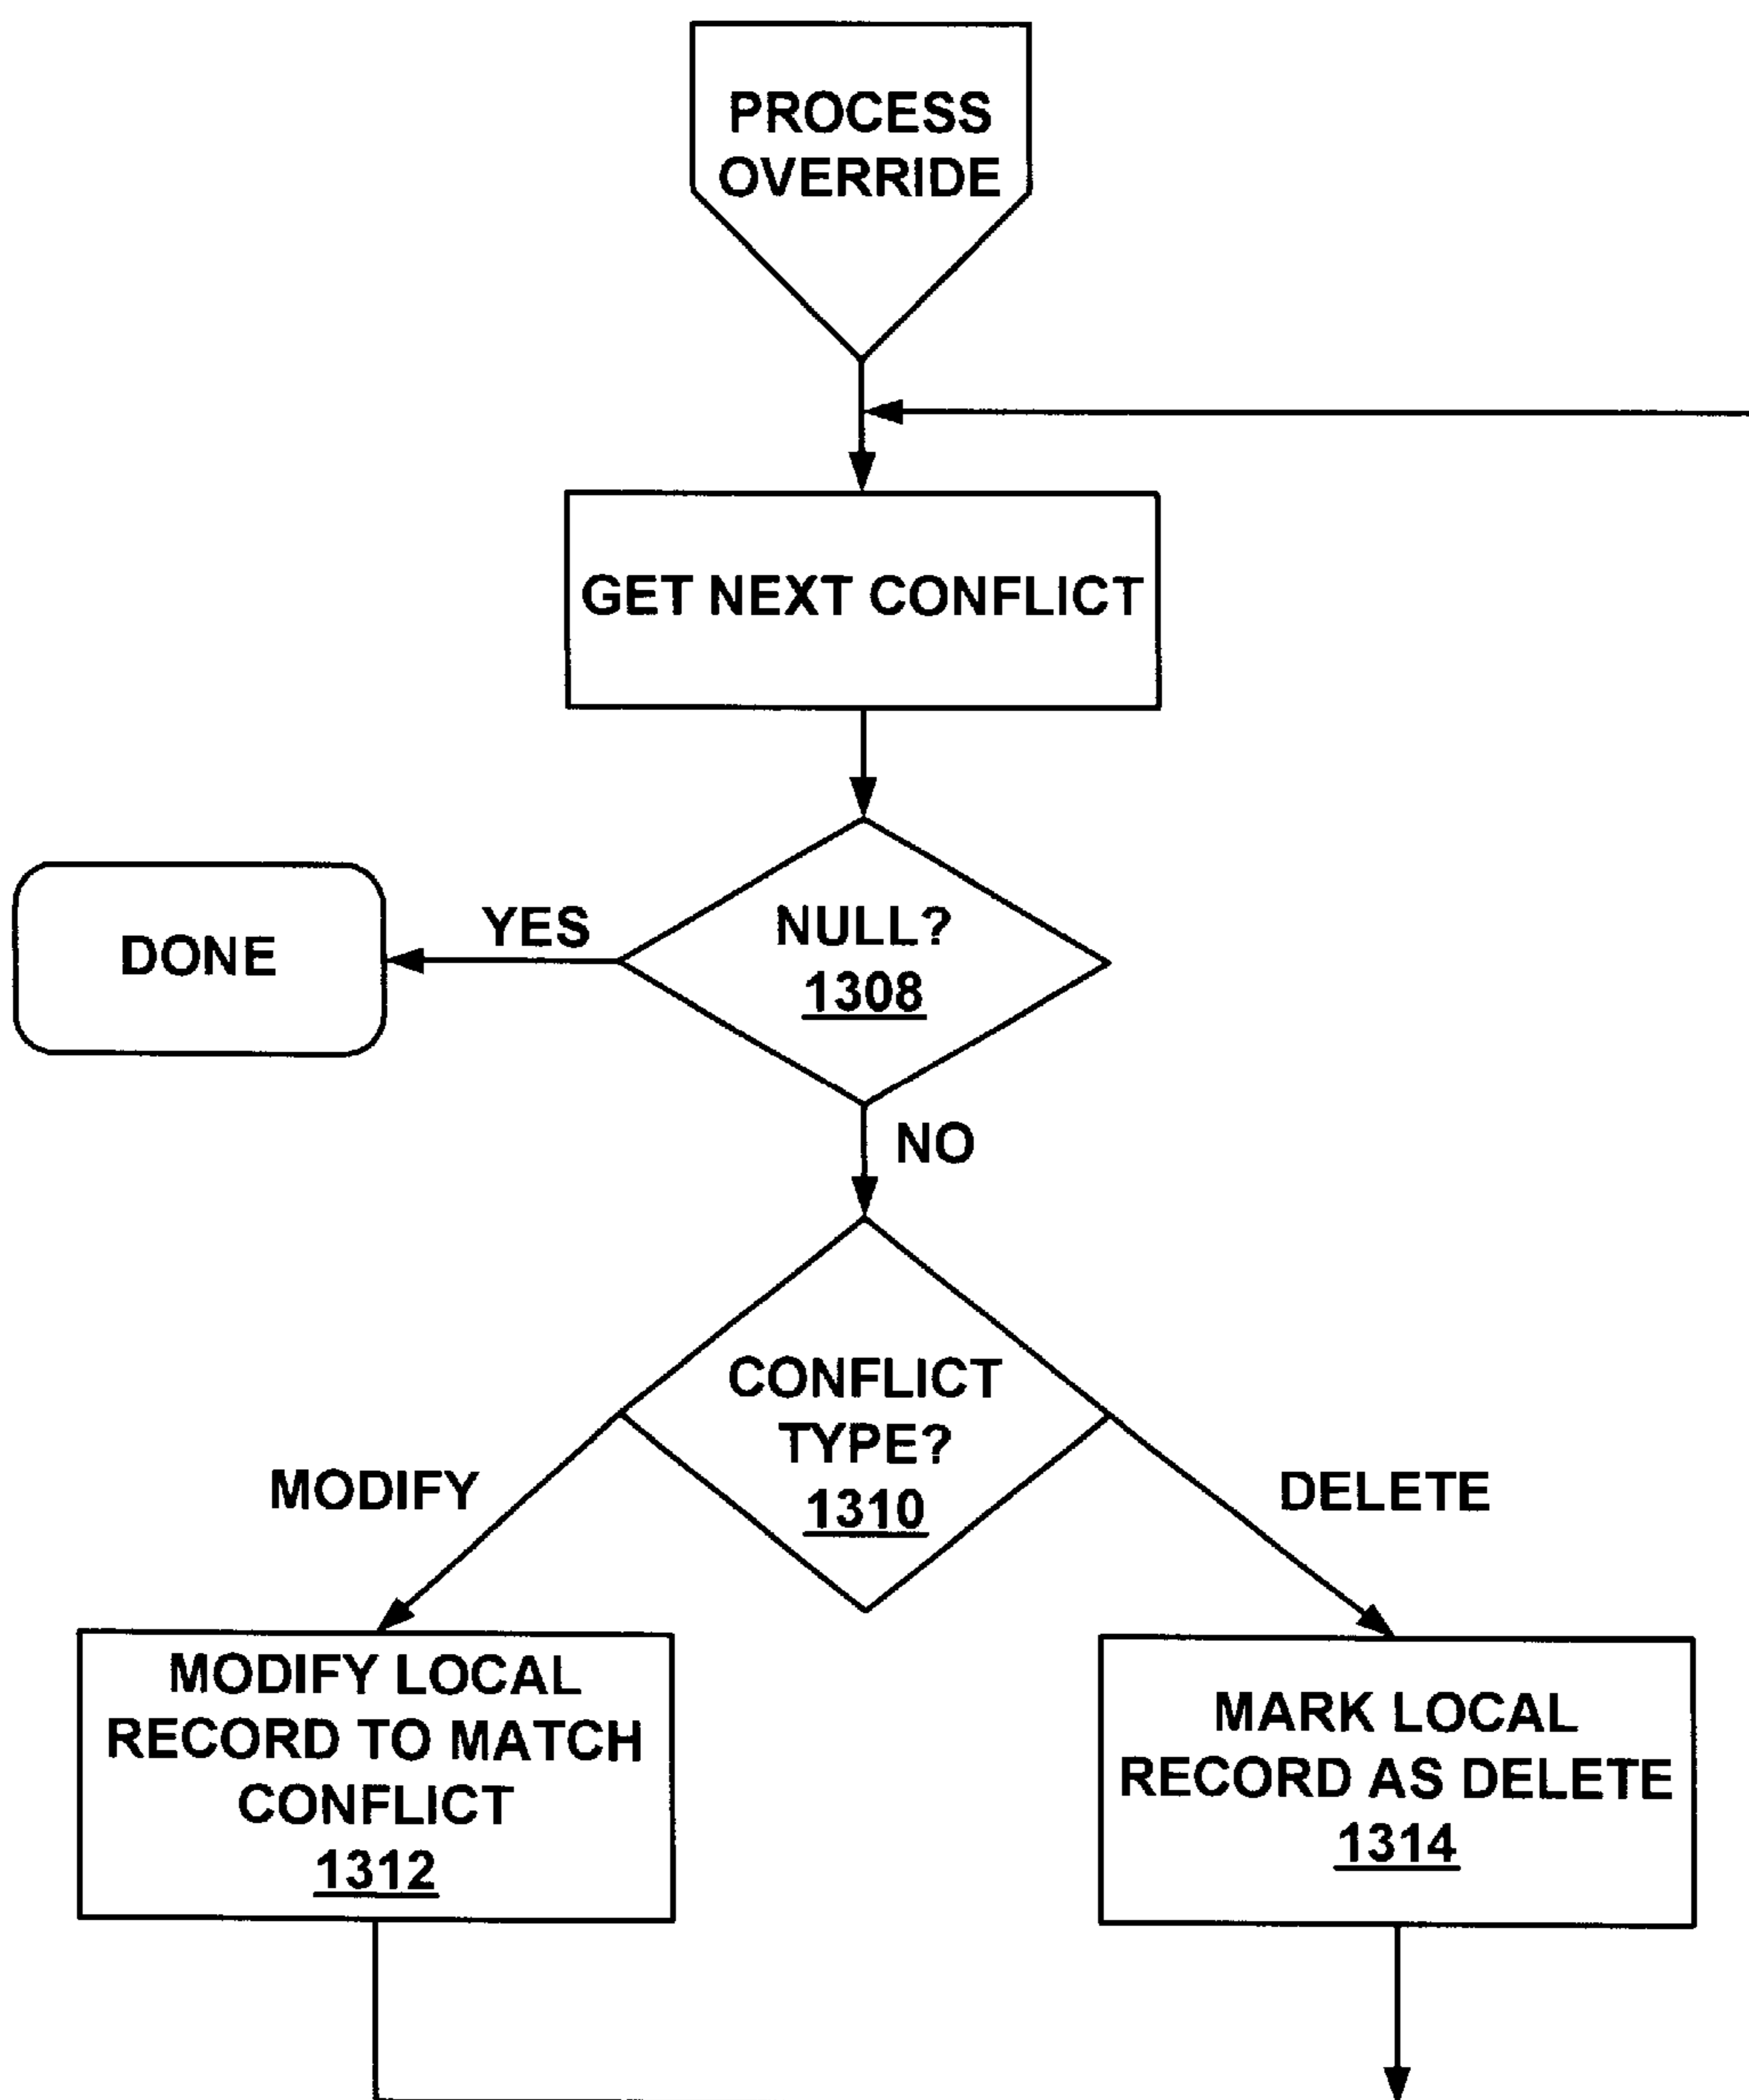 PROCESS
OVERRIDE
GET NEXT CONFLICT
NULL?
1308
YES
DONE
NO
CONFLICT
TYPE?
1310
MODIFY
DELETE
MODIFY LOCAL
RECORD TO MATCH
CONFLICT
1312
MARK LOCAL
RECORD AS DELETE
1314